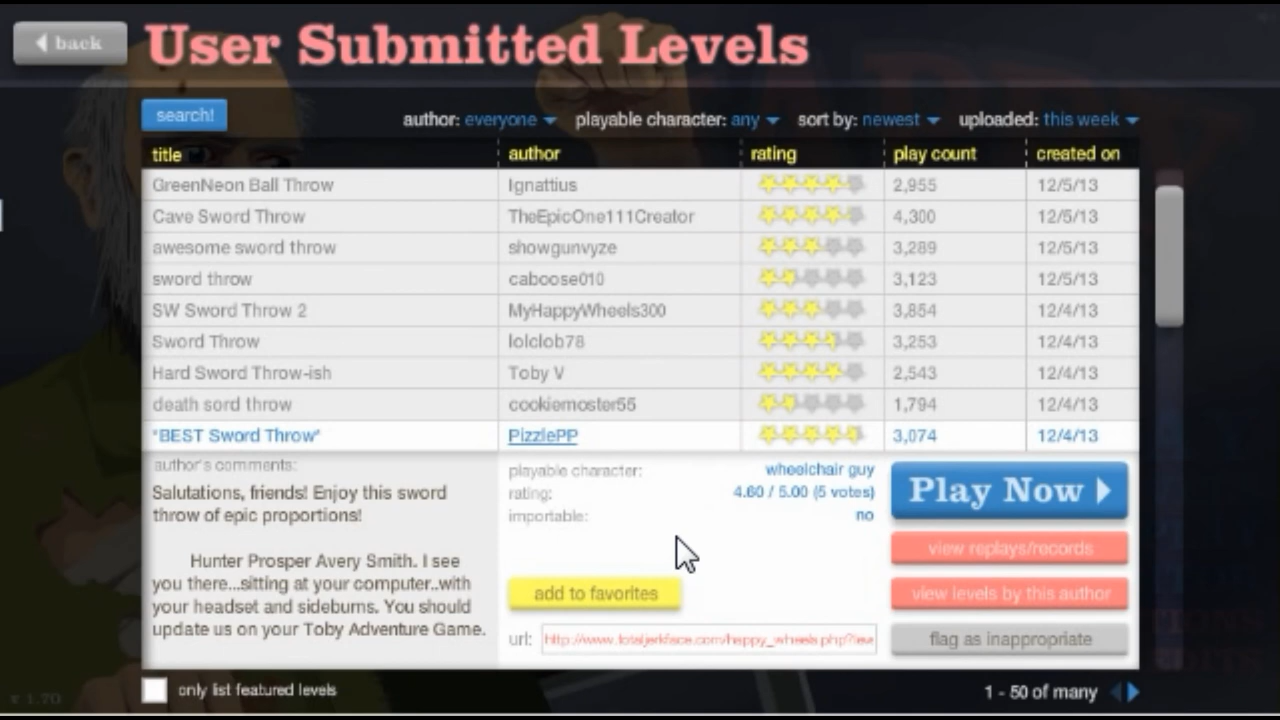 back
User Submitted Levels
search!
author: everyone playable character: any sort by: newest uploaded: this week
title author rating play count created on
GreenNeon Ball Throw Ignattius 2,955 12/5/13
Cave Sword Throw TheEpicOne111Creator 4,300 12/5/13
awesome sword throw showgunvyze 3,289 12/5/13
sword throw caboose010 3,123 12/5/13
SW Sword Throw 2 MyHappyWheels300 3,854 12/4/13
Sword Throw lolclob78 3,253 12/4/13
Hard Sword Throw-ish Toby V 2,543 12/4/13
death sord throw cookiemoster55 1,794 12/4/13
*BEST Sword Throw* PizzlePP 3,074 12/4/13
author's comments:
Salutations, friends! Enjoy this sword
throw of epic proportions!
Hunter Prosper Avery Smith. I see
you there...sitting at your computer..with
your headset and sideburns. You should
update us on your Toby Adventure Game.
playable character: wheelchair guy
rating: 4.60 / 5.00 (5 votes)
importable: no
add to favorites
url: http://www.totaljerkface.com/happy_wheels.php?lev
Play Now
view replays/records
view levels by this author
flag as inappropriate
only list featured levels
1 - 50 of many
v 1.70